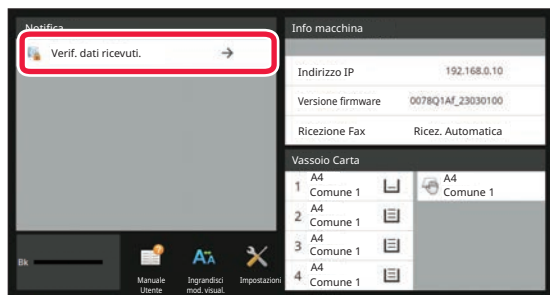 Notifica
Verif. dati ricevuti.
Info macchina
Indirizzo IP 192.168.0.10
Versione firmware 0078Q1Af_23030100
Ricezione Fax Ricez. Automatica
Vassoio Carta
1 A4
Comune 1
A4
Comune 1
2 A4
Comune 1
3 A4
Comune 1
4 A4
Comune 1
Bk
Manuale
Utente
Ingrandisci
mod. visual.
Impostazioni